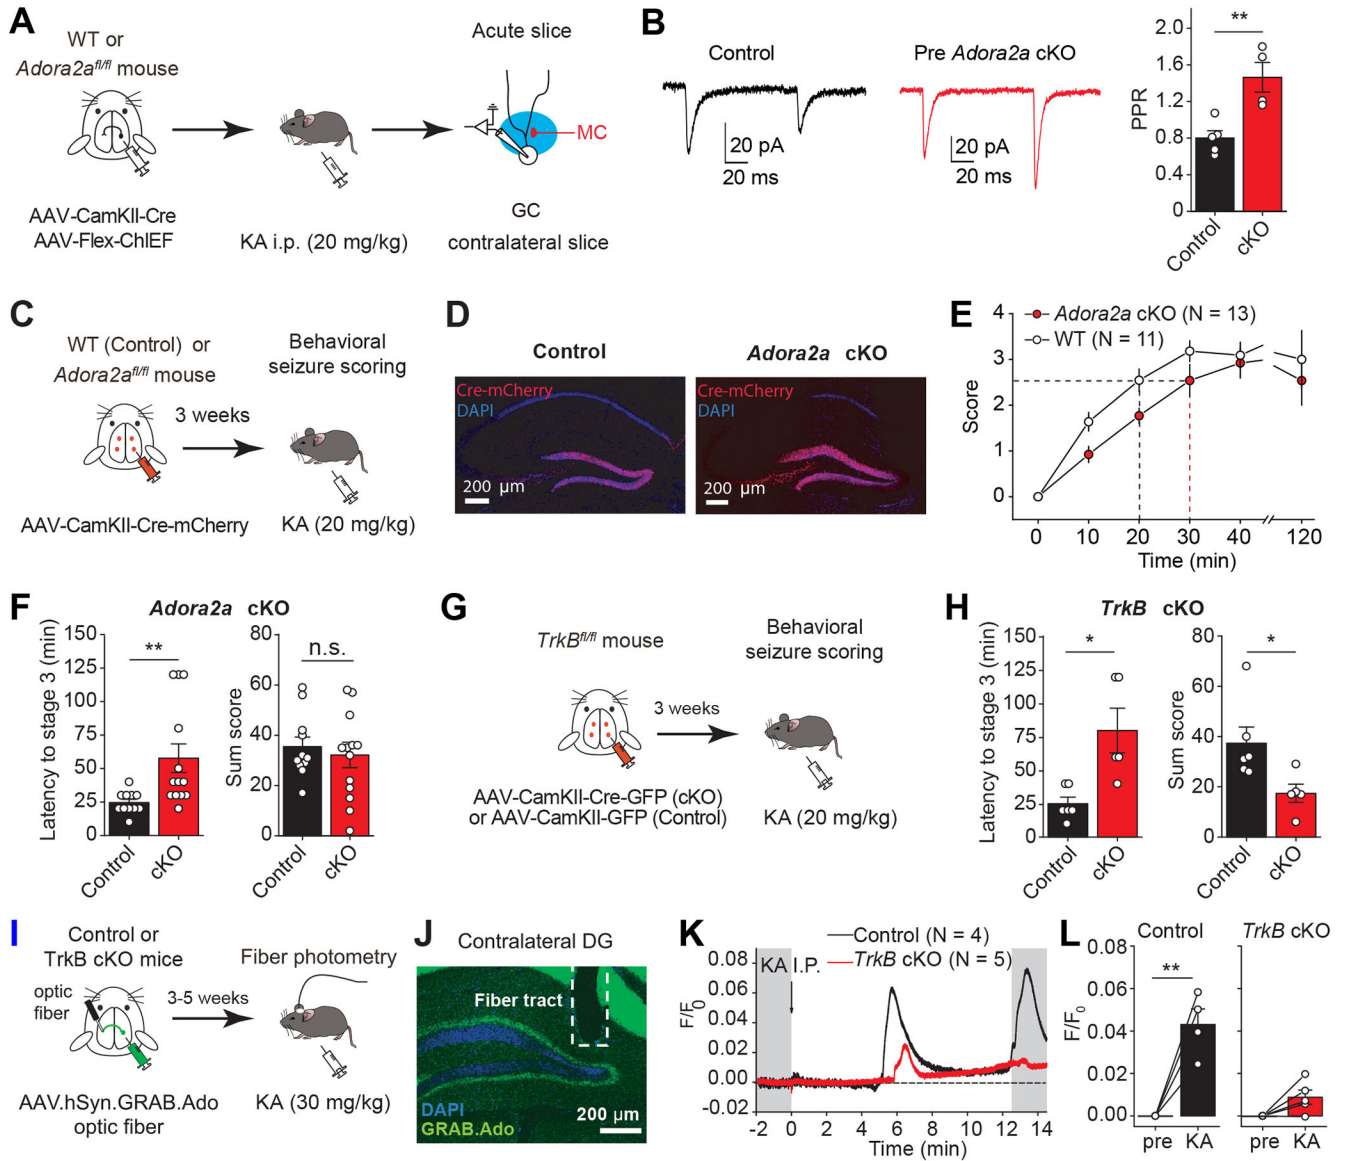 A
WT or
Adora2afl/fl mouse
AAV-CamKII-Cre
AAV-Flex-ChIEF
KA i.p. (20 mg/kg)
Acute slice
MC
GC
contralateral slice
B
Control
20 pA
20 ms
Pre Adora2a cKO
20 pA
20 ms
PPR
2.0
1.6
1.2
0.8
0.4
0
**
Control
cKO
C
WT (Control) or
Adora2afl/fl mouse
3 weeks
Behavioral
seizure scoring
AAV-CamKII-Cre-mCherry
KA (20 mg/kg)
D
Control
Adora2a cKO
Cre-mCherry
DAPI
200 µm
Cre-mCherry
DAPI
200 µm
E
Adora2a cKO (N = 13)
WT (N = 11)
Score
4
3
2
1
0
0 10 20 30 40 120
Time (min)
F
Adora2a cKO
Latency to stage 3 (min)
150
125
100
75
50
25
0
**
Control
cKO
Sum score
80
60
40
20
0
n.s.
Control
cKO
G
TrkBfl/fl mouse
3 weeks
Behavioral
seizure scoring
AAV-CamKII-Cre-GFP (cKO)
or AAV-CamKII-GFP (Control)
KA (20 mg/kg)
H
TrkB cKO
Latency to stage 3 (min)
150
125
100
75
50
25
0
*
Control
cKO
Sum score
80
60
40
20
0
*
Control
cKO
I
Control or
TrkB cKO mice
optic
fiber
3-5 weeks
Fiber photometry
AAV.hSyn.GRAB.Ado
optic fiber
KA (30 mg/kg)
J
Contralateral DG
Fiber tract
DAPI
GRAB.Ado
200 µm
K
Control (N = 4)
TrkB cKO (N = 5)
KA I.P.
F/F0
0.08
0.06
0.04
0.02
0.00
-0.02
-2 0 2 4 6 8 10 12 14
Time (min)
L
Control
TrkB cKO
F/F0
0.08
0.06
0.04
0.02
0.00
**
pre KA
pre KA